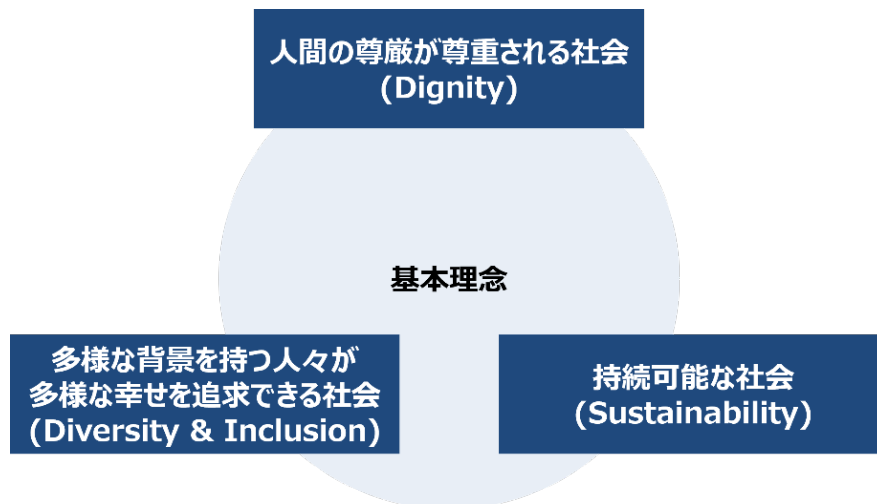 人間の尊厳が尊重される社会
(Dignity)
基本理念
多様な背景を持つ人々が
多様な幸せを追求できる社会
(Diversity & Inclusion)
持続可能な社会
(Sustainability)